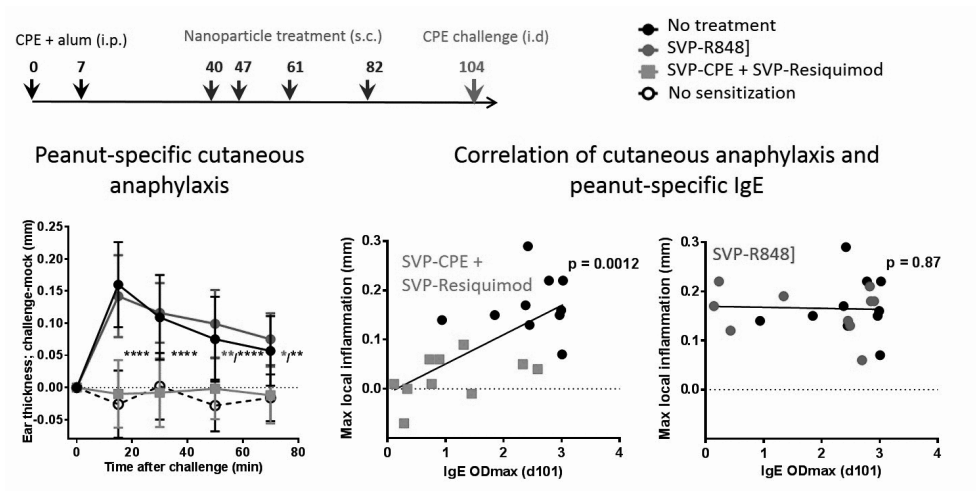 CPE + alum (i.p.)
Nanoparticle treatment (s.c.)
CPE challenge (i.d)
0 7 40 47 61 82 104
No treatment
SVP-R848]
SVP-CPE + SVP-Resiquimod
No sensitization
Peanut-specific cutaneous
anaphylaxis
Correlation of cutaneous anaphylaxis and
peanut-specific IgE
Ear thickness; challenge-mock (mm)
0.25
0.20
0.15
0.10
0.05
0.00
-0.05
**** **** **/**** */**
0 20 40 60 80
Time after challenge (min)
Max local inflammation (mm)
0.3
0.2
0.1
0.0
SVP-CPE +
SVP-Resiquimod
p = 0.0012
0 1 2 3 4
IgE ODmax (d101)
Max local inflammation (mm)
0.3
0.2
0.1
0.0
SVP-R848]
p = 0.87
0 1 2 3 4
IgE ODmax (d101)